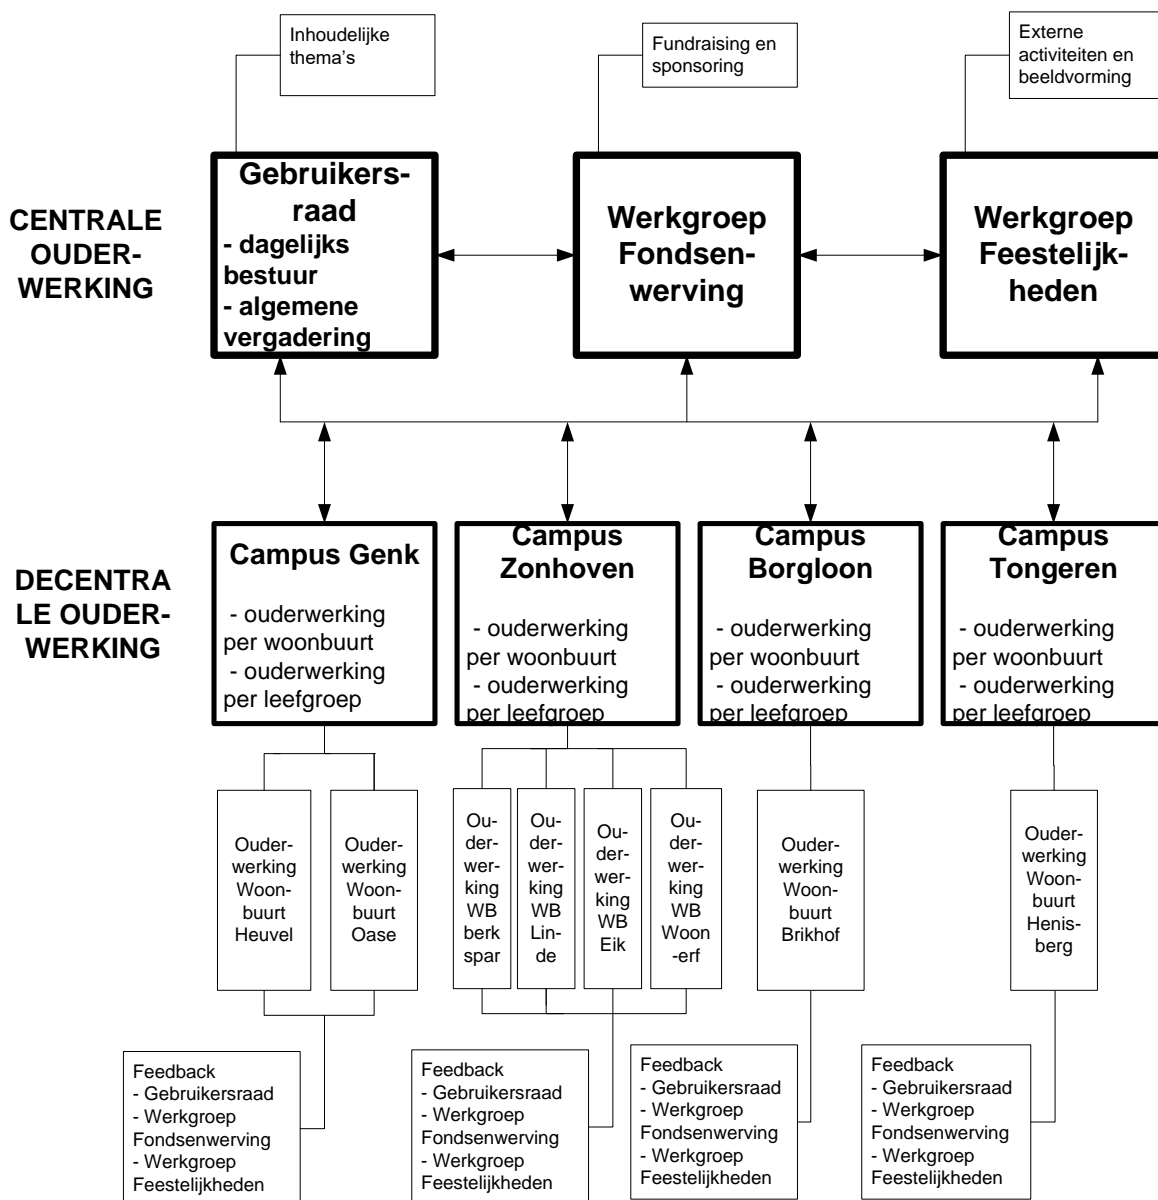 Inhoudelijke
thema's
Fundraising en
sponsoring
Externe
activiteiten en
beeldvorming
CENTRALE
OUDER-
WERKING
Gebruikers-
raad
- dagelijks
bestuur
- algemene
vergadering
Werkgroep
Fondsen-
werving
Werkgroep
Feestelijk-
heden
DECENTRA
LE OUDER-
WERKING
Campus Genk
- ouderwerking
per woonbuurt
- ouderwerking
per leefgroep
Campus
Zonhoven
- ouderwerking
per woonbuurt
- ouderwerking
per leefgroep
Campus
Borgloon
- ouderwerking
per woonbuurt
- ouderwerking
per leefgroep
Campus
Tongeren
- ouderwerking
per woonbuurt
- ouderwerking
per leefgroep
Ouder-
werking
Woon-
buurt
Heuvel
Ouder-
werking
Woon-
buurt
Oase
Ou-
der-
wer-
king
WB
berk
spar
Ou-
der-
wer-
king
WB
Lin-
de
Ou-
der-
wer-
king
WB
Eik
Ou-
der-
wer-
king
WB
Woon
-erf
Ouder-
werking
Woon-
buurt
Brikhof
Ouder-
werking
Woon-
buurt
Henis-
berg
Feedback
- Gebruikersraad
- Werkgroep
Fondsenwerving
- Werkgroep
Feestelijkheden
Feedback
- Gebruikersraad
- Werkgroep
Fondsenwerving
- Werkgroep
Feestelijkheden
Feedback
- Gebruikersraad
- Werkgroep
Fondsenwerving
- Werkgroep
Feestelijkheden
Feedback
- Gebruikersraad
- Werkgroep
Fondsenwerving
- Werkgroep
Feestelijkheden